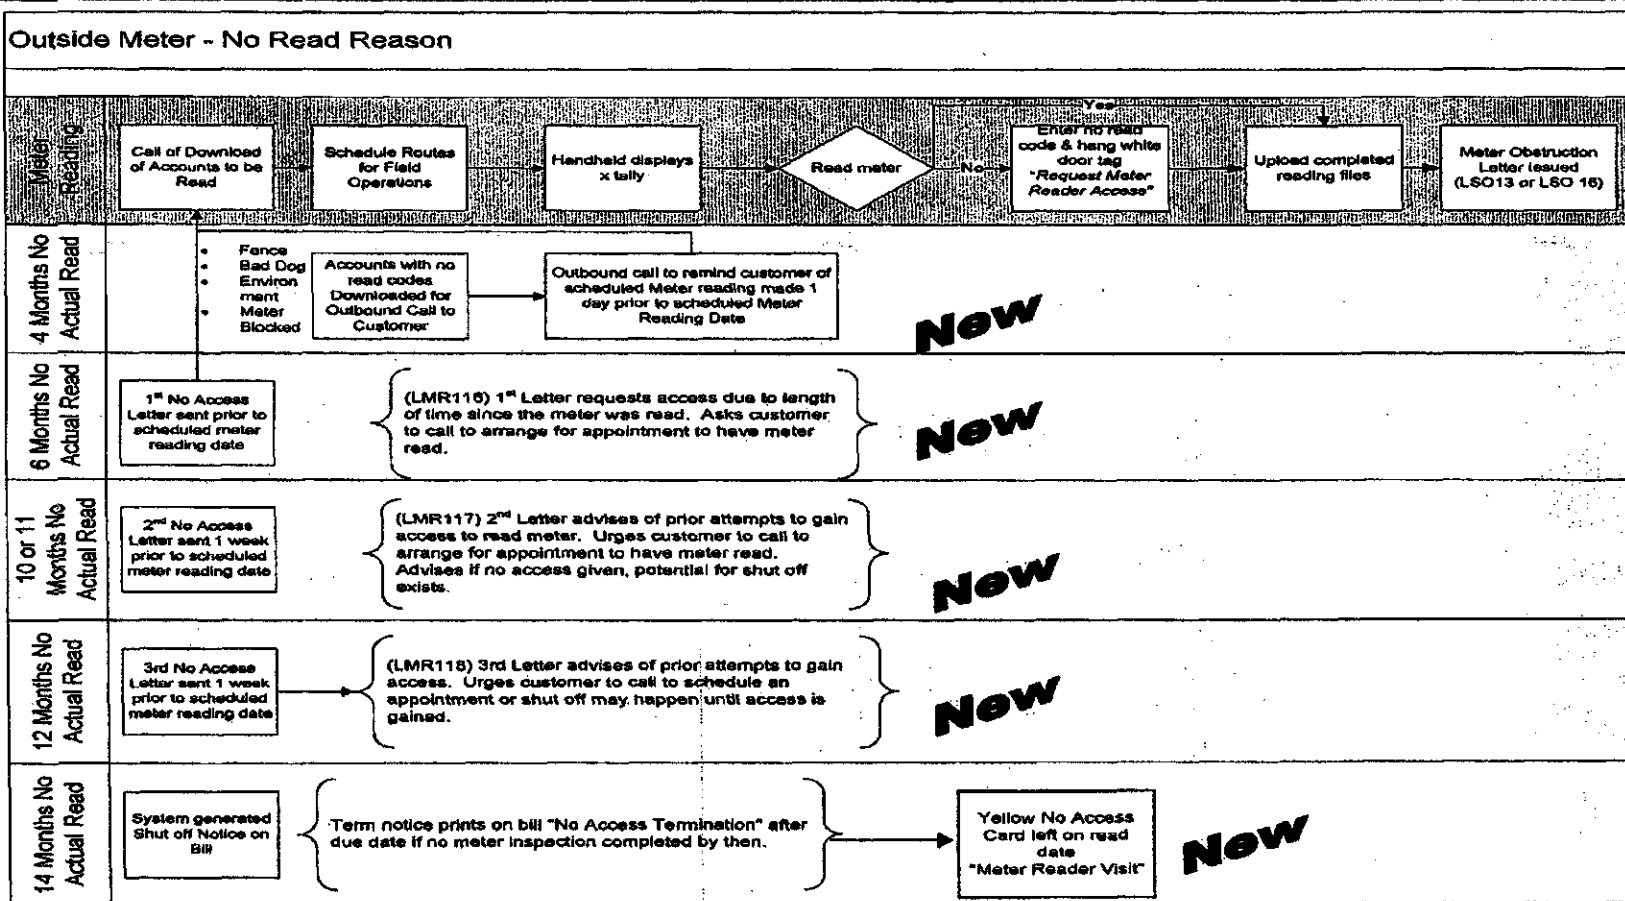 Outside Meter - No Read Reason
Meter
Reading
Call of Download
of Accounts to be
Read
Schedule Routes
for Field
Operations
Handheld displays
x tally
Read meter
Yes
No
Enter no read
code & hang white
door tag
"Request Meter
Reader Access"
Upload completed
reading files
Meter Obstruction
Letter issued
(LSO13 or LSO 16)
4 Months No
Actual Read
• Fence
• Bad Dog
• Environ
ment
• Meter
Blocked
Accounts with no
read codes
Downloaded for
Outbound Call to
Customer
Outbound call to remind customer of
scheduled Meter reading made 1
day prior to scheduled Meter
Reading Date
New
6 Months No
Actual Read
1st No Access
Letter sent prior to
scheduled meter
reading date
(LMR116) 1st Letter requests access due to length
of time since the meter was read. Asks customer
to call to arrange for appointment to have meter
read.
New
10 or 11
Months No
Actual Read
2nd No Access
Letter sent 1 week
prior to scheduled
meter reading date
(LMR117) 2nd Letter advises of prior attempts to gain
access to read meter. Urges customer to call to
arrange for appointment to have meter read.
Advises if no access given, potential for shut off
exists.
New
12 Months No
Actual Read
3rd No Access
Letter sent 1 week
prior to scheduled
meter reading date
(LMR118) 3rd Letter advises of prior attempts to gain
access. Urges customer to call to schedule an
appointment or shut off may happen until access is
gained.
New
14 Months No
Actual Read
System generated
Shut off Notice on
Bill
Term notice prints on bill "No Access Termination" after
due date if no meter inspection completed by then.
Yellow No Access
Card left on read
date
"Meter Reader Visit"
New